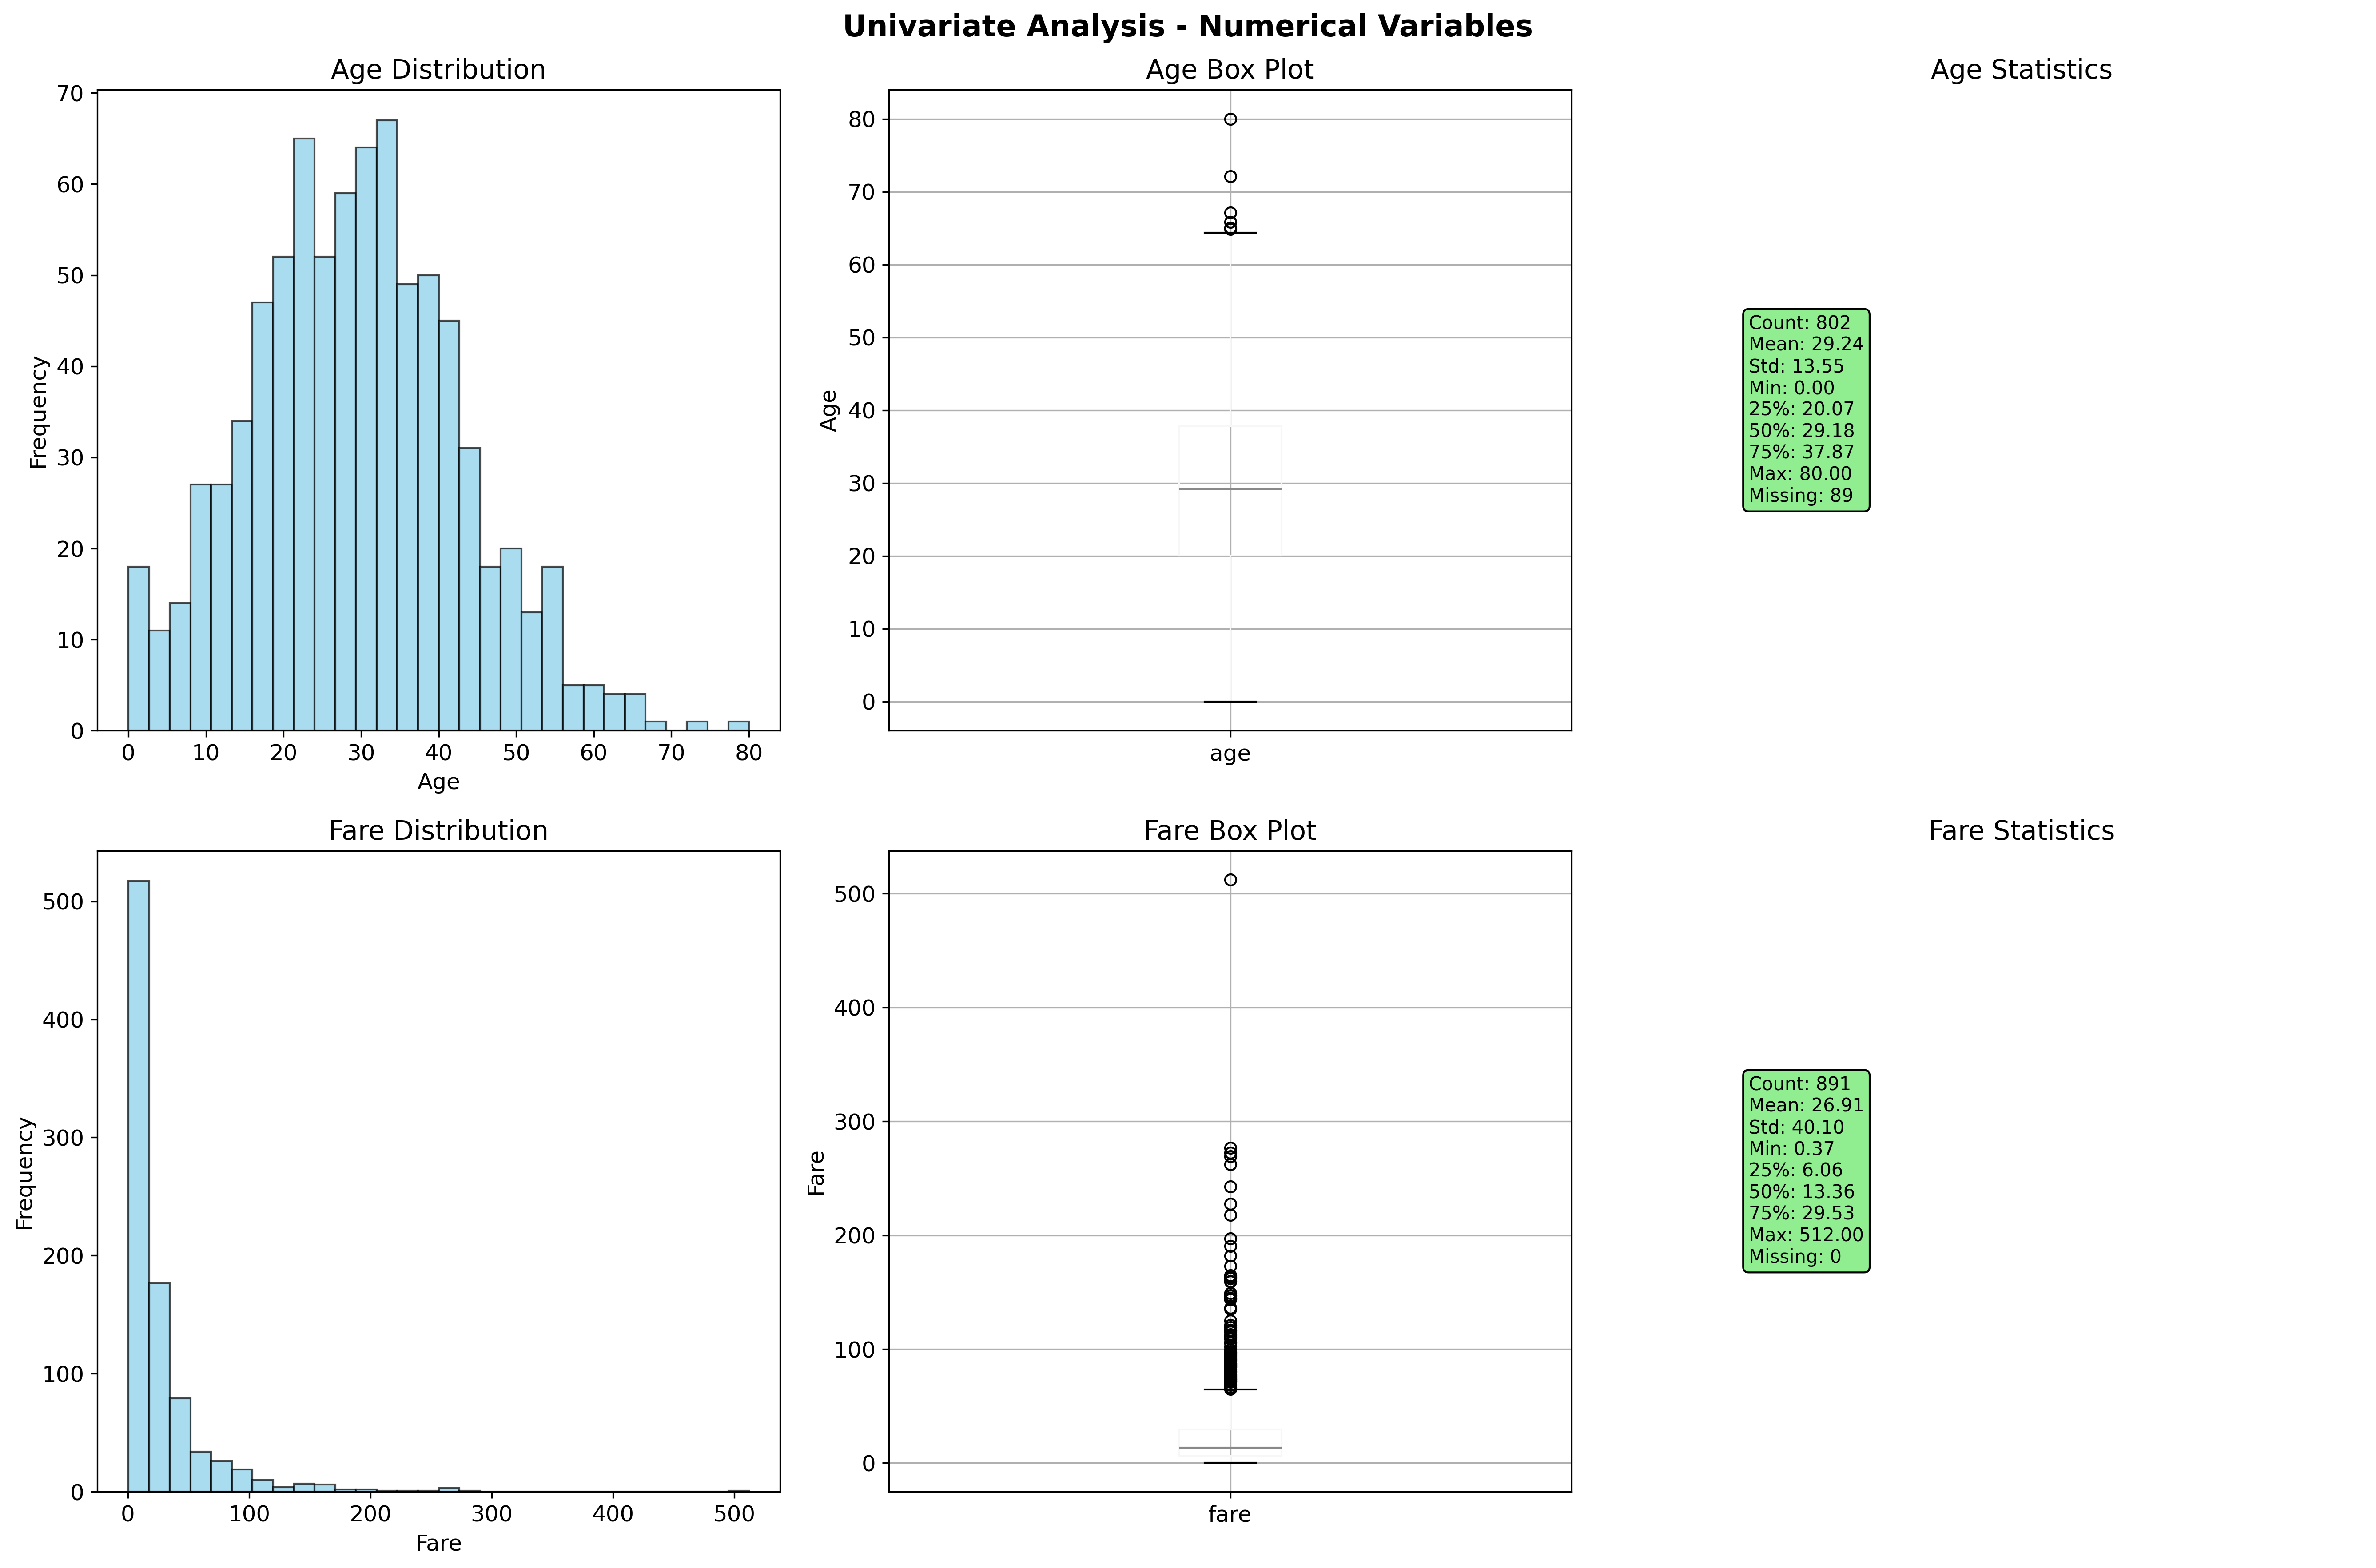 Univariate Analysis - Numerical Variables
Age Distribution
70
60
50
40
30
20
10
0
Frequency
0 10 20 30 40 50 60 70 80
Age
Age Box Plot
80
70
60
50
40
30
20
10
0
Age
age
Age Statistics
Count: 802
Mean: 29.24
Std: 13.55
Min: 0.00
25%: 20.07
50%: 29.18
75%: 37.87
Max: 80.00
Missing: 89
Fare Distribution
500
400
300
200
100
0
Frequency
0 100 200 300 400 500
Fare
Fare Box Plot
500
400
300
200
100
0
Fare
fare
Fare Statistics
Count: 891
Mean: 26.91
Std: 40.10
Min: 0.37
25%: 6.06
50%: 13.36
75%: 29.53
Max: 512.00
Missing: 0